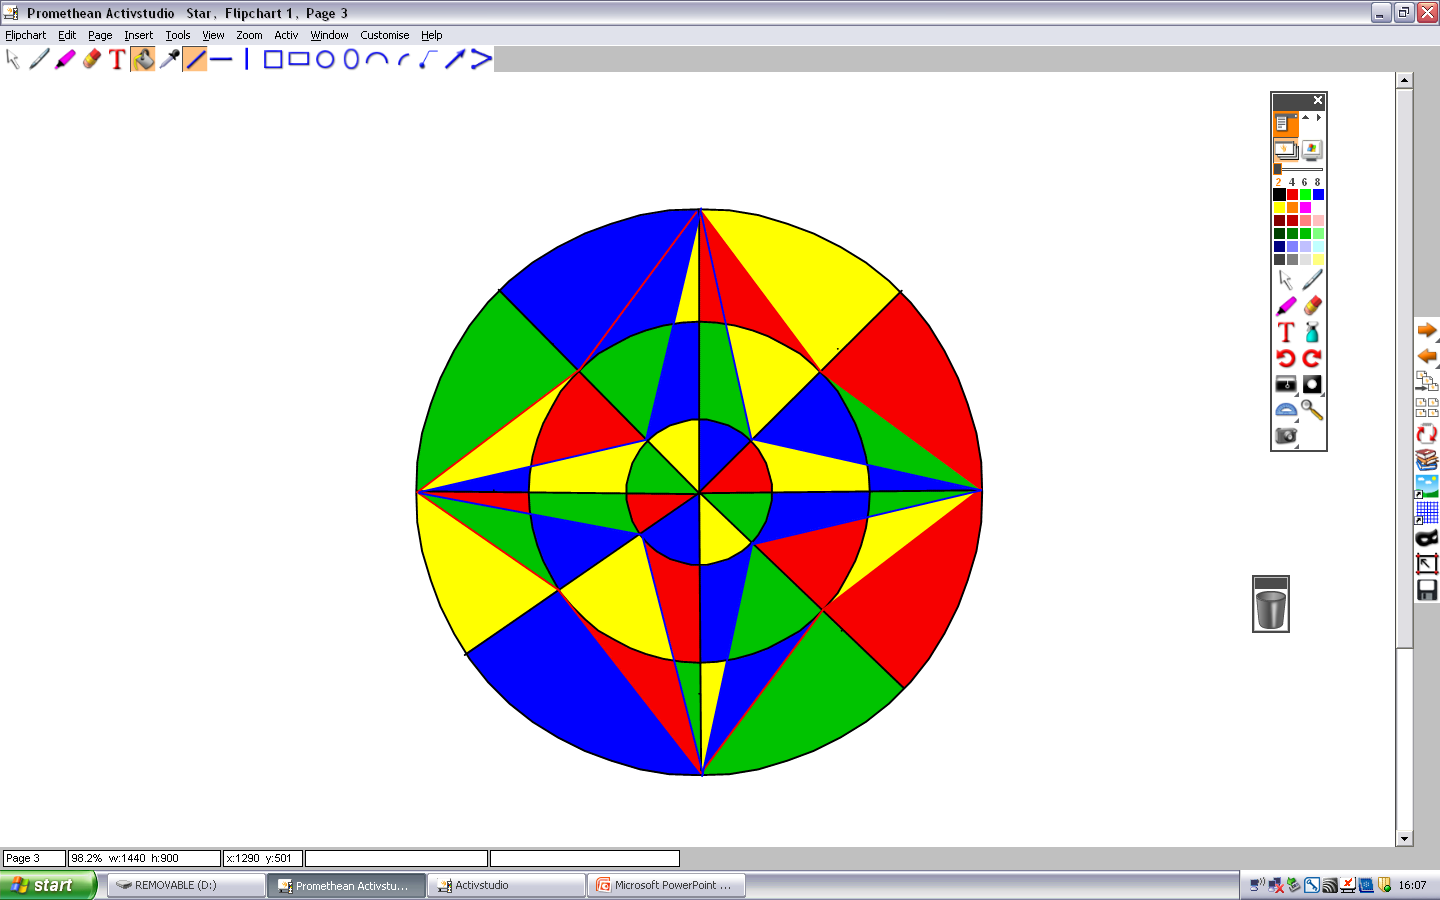 Promethean Activstudio Star, Flipchart 1, Page 3
Flipchart Edit Page Insert Tools View Zoom Activ Window Customise Help
T
2 4 6 8
T
Page 3 98.2% w:1440 h:900 x:1290 y:501
start REMOVABLE (D:) Promethean Activstu... Activstudio Microsoft PowerPoint ... 16:07